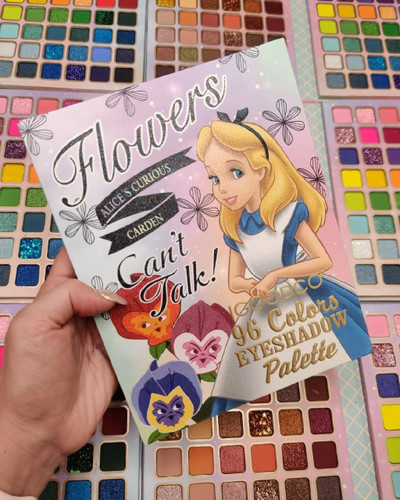 Flowers
ALICE'S CURIOUS
GARDEN
Can't
Talk!
96 Colors
EYESHADOW
Palette